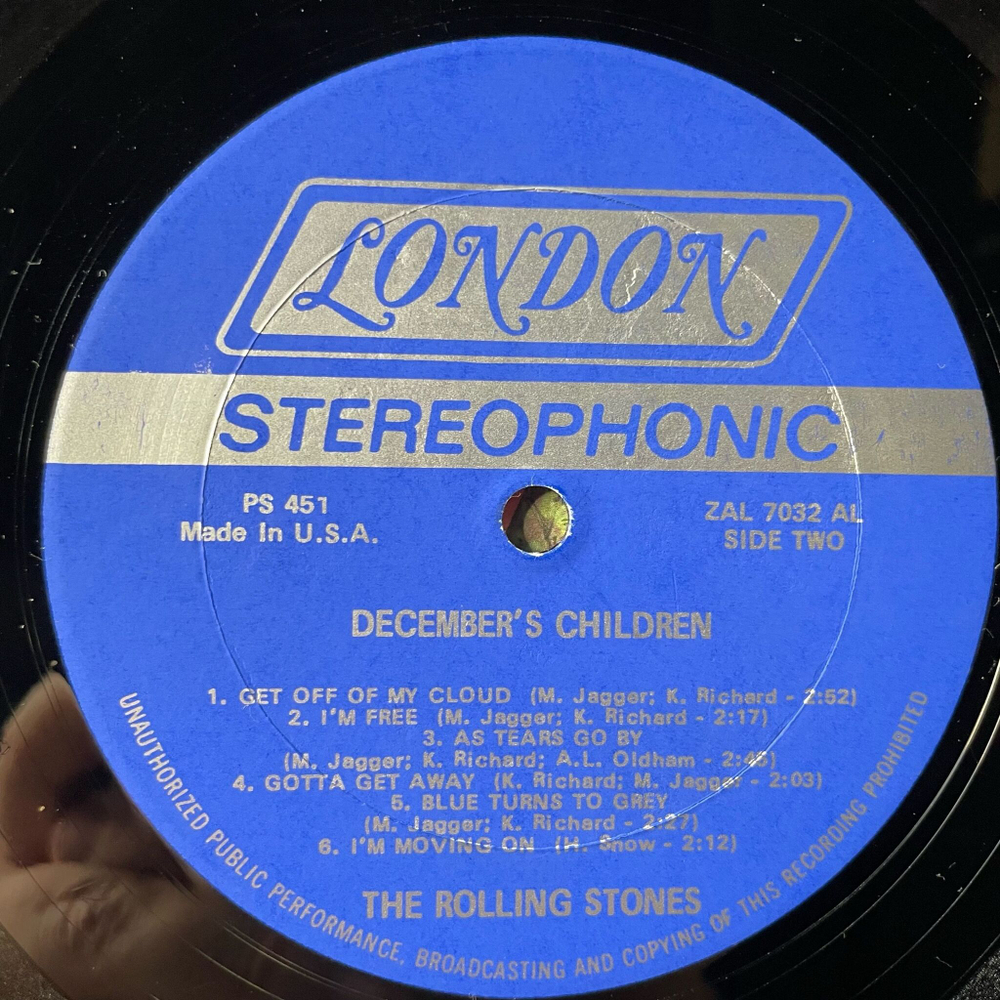 LONDON
STEREOPHONIC
PS 451
Made In U.S.A.
ZAL 7032 AL
SIDE TWO
DECEMBER'S CHILDREN
1. GET OFF OF MY CLOUD (M. Jagger; K. Richard - 2:52)
2. I'M FREE (M. Jagger; K. Richard - 2:17)
3. AS TEARS GO BY
(M. Jagger; K. Richard; A.L. Oldham -
4. GOTTA GET AWAY (K. Richard; M. Jagger - 2:03)
5. BLUE TURNS TO GREY
(M. Jagger; K. Richard - 2:27)
6. I'M MOVING ON (H. Snow - 2:12)
THE ROLLING STONES
UNAUTHORIZED PUBLIC PERFORMANCE, BROADCASTING AND COPYING OF THIS RECORDING PROHIBITED